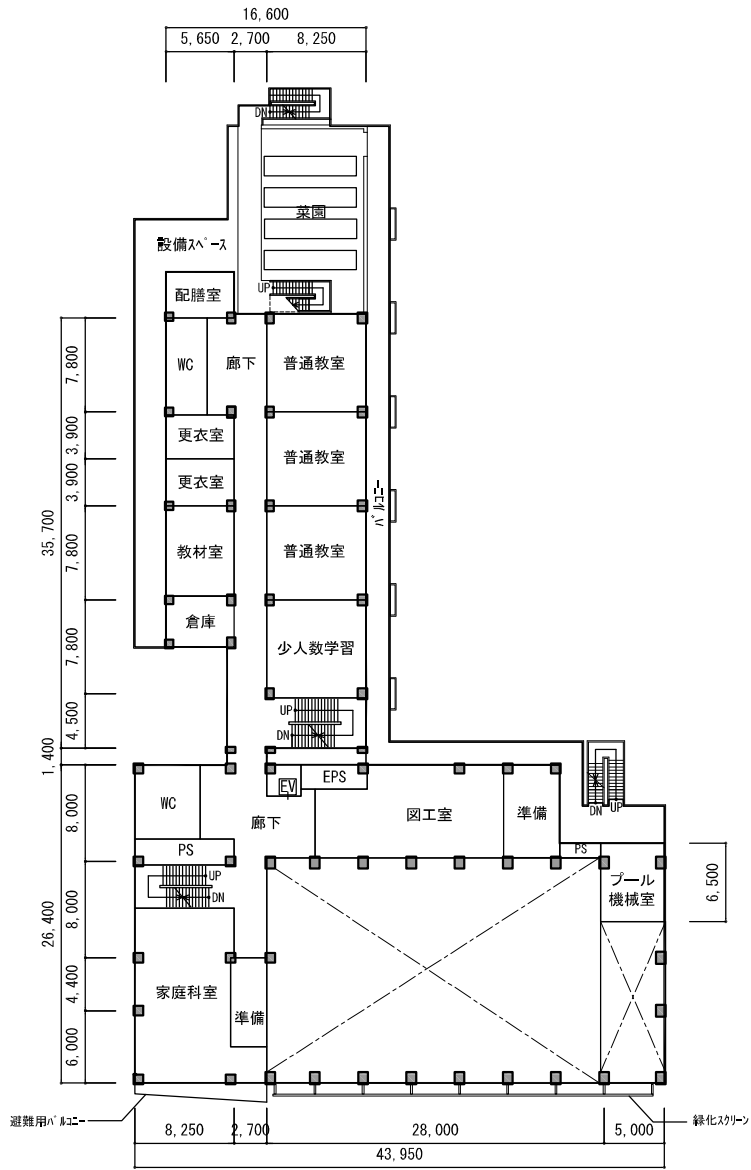 16,600
5,650 2,700 8,250
DN
菜園
設備スペース
UP
配膳室
7,800
WC
廊下
普通教室
3,900
更衣室
普通教室
3,900
更衣室
バルコニー
35,700
7,800
教材室
普通教室
倉庫
7,800
少人数学習
4,500
UP
DN
1,400
EV
EPS
8,000
WC
廊下
図工室
準備
DN
UP
PS
PS
26,400
8,000
UP
DN
プール
機械室
6,500
4,400
家庭科室
準備
6,000
避難用バルコニー
緑化スクリーン
8,250 2,700 28,000 5,000
43,950